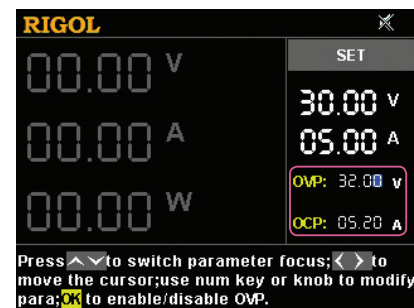 RIGOL
SET
00.00 V
30.00 V
00.00 A
05.00 A
OVP: 32.00 V
00.00 W
OCP: 05.20 A
Press to switch parameter focus; to
move the cursor;use num key or knob to modify
para;OK to enable/disable OVP.